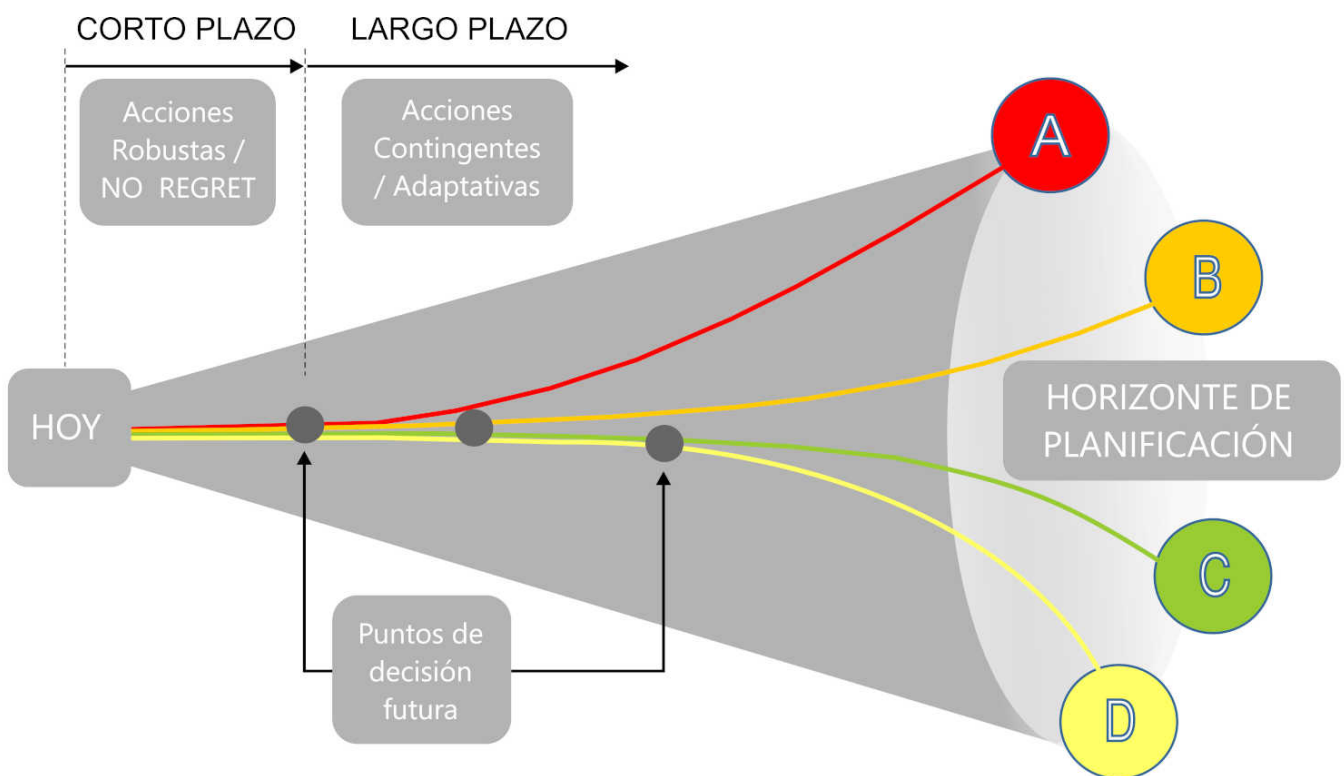 CORTO PLAZO
LARGO PLAZO
Acciones
Robustas /
NO REGRET
Acciones
Contingentes
/ Adaptativas
A
B
HOY
HORIZONTE DE
PLANIFICACIÓN
C
Puntos de
decisión
futura
D